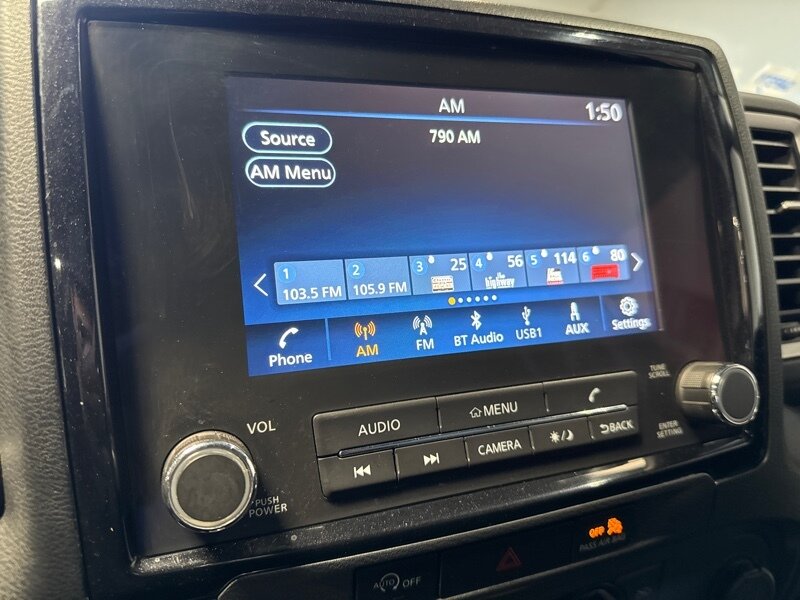 AM
1:50
Source
790 AM
AM Menu
1 2 3 25 4 56 5 114 6 80
103.5 FM 105.9 FM the highway
Phone AM FM BT Audio USB1 AUX Settings
TUNE
SCROLL
AUDIO MENU
VOL
CAMERA BACK
ENTER
SETTING
PUSH
POWER
OFF
PASS AIR BAG
AUTO OFF